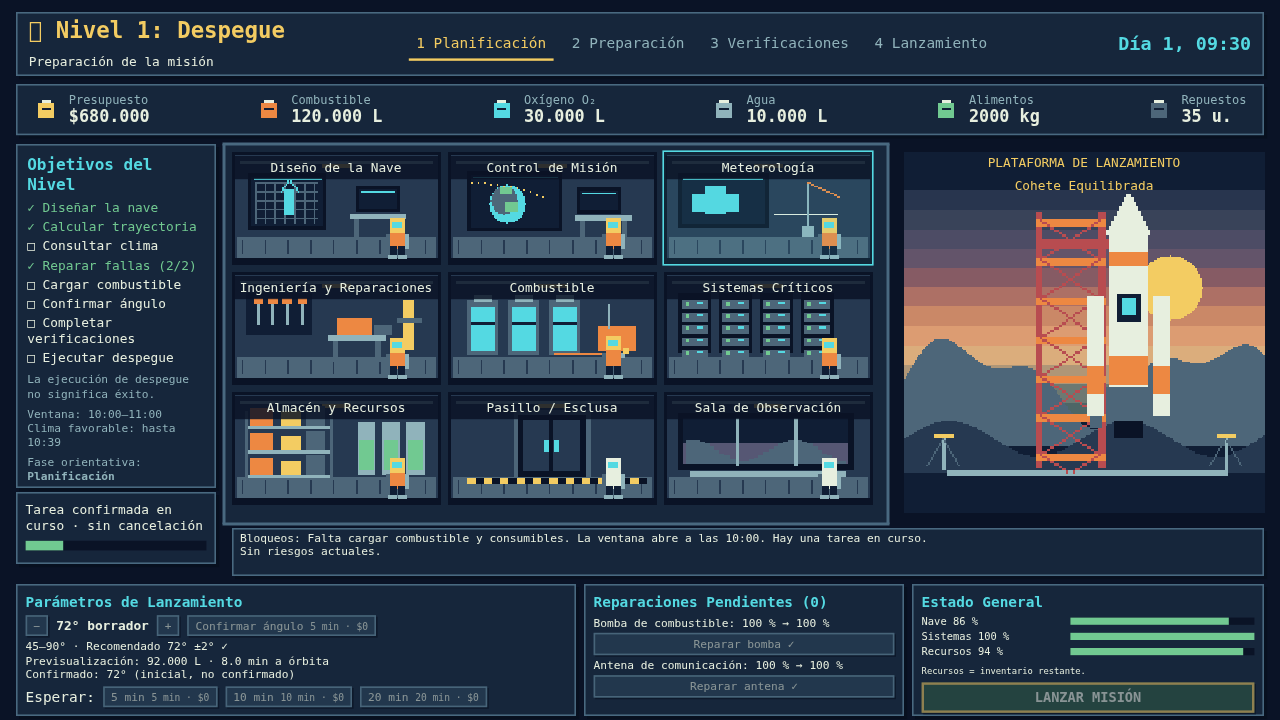 Nivel 1: Despegue
Preparación de la misión
1 Planificación
2 Preparación
3 Verificaciones
4 Lanzamiento
Día 1, 09:30
Presupuesto
$680.000
Combustible
120.000 L
Oxígeno O₂
30.000 L
Agua
10.000 L
Alimentos
2000 kg
Repuestos
35 u.
Objetivos del
Nivel
✓ Diseñar la nave
✓ Calcular trayectoria
□ Consultar clima
✓ Reparar fallas (2/2)
□ Cargar combustible
□ Confirmar ángulo
□ Completar
verificaciones
□ Ejecutar despegue
La ejecución de despegue
no significa éxito.
Ventana: 10:00–11:00
Clima favorable: hasta
10:39
Fase orientativa:
Planificación
Tarea confirmada en
curso · sin cancelación
Diseño de la Nave
Control de Misión
Meteorología
Ingeniería y Reparaciones
Combustible
Sistemas Críticos
Almacén y Recursos
Pasillo / Esclusa
Sala de Observación
PLATAFORMA DE LANZAMIENTO
Cohete Equilibrada
Bloqueos: Falta cargar combustible y consumibles. La ventana abre a las 10:00. Hay una tarea en curso.
Sin riesgos actuales.
Parámetros de Lanzamiento
− 72° borrador + Confirmar ángulo 5 min · $0
45–90° · Recomendado 72° ±2° ✓
Previsualización: 92.000 L · 8.0 min a órbita
Confirmado: 72° (inicial, no confirmado)
Esperar: 5 min 5 min · $0 10 min 10 min · $0 20 min 20 min · $0
Reparaciones Pendientes (0)
Bomba de combustible: 100 % → 100 %
Reparar bomba ✓
Antena de comunicación: 100 % → 100 %
Reparar antena ✓
Estado General
Nave 86 %
Sistemas 100 %
Recursos 94 %
Recursos = inventario restante.
LANZAR MISIÓN